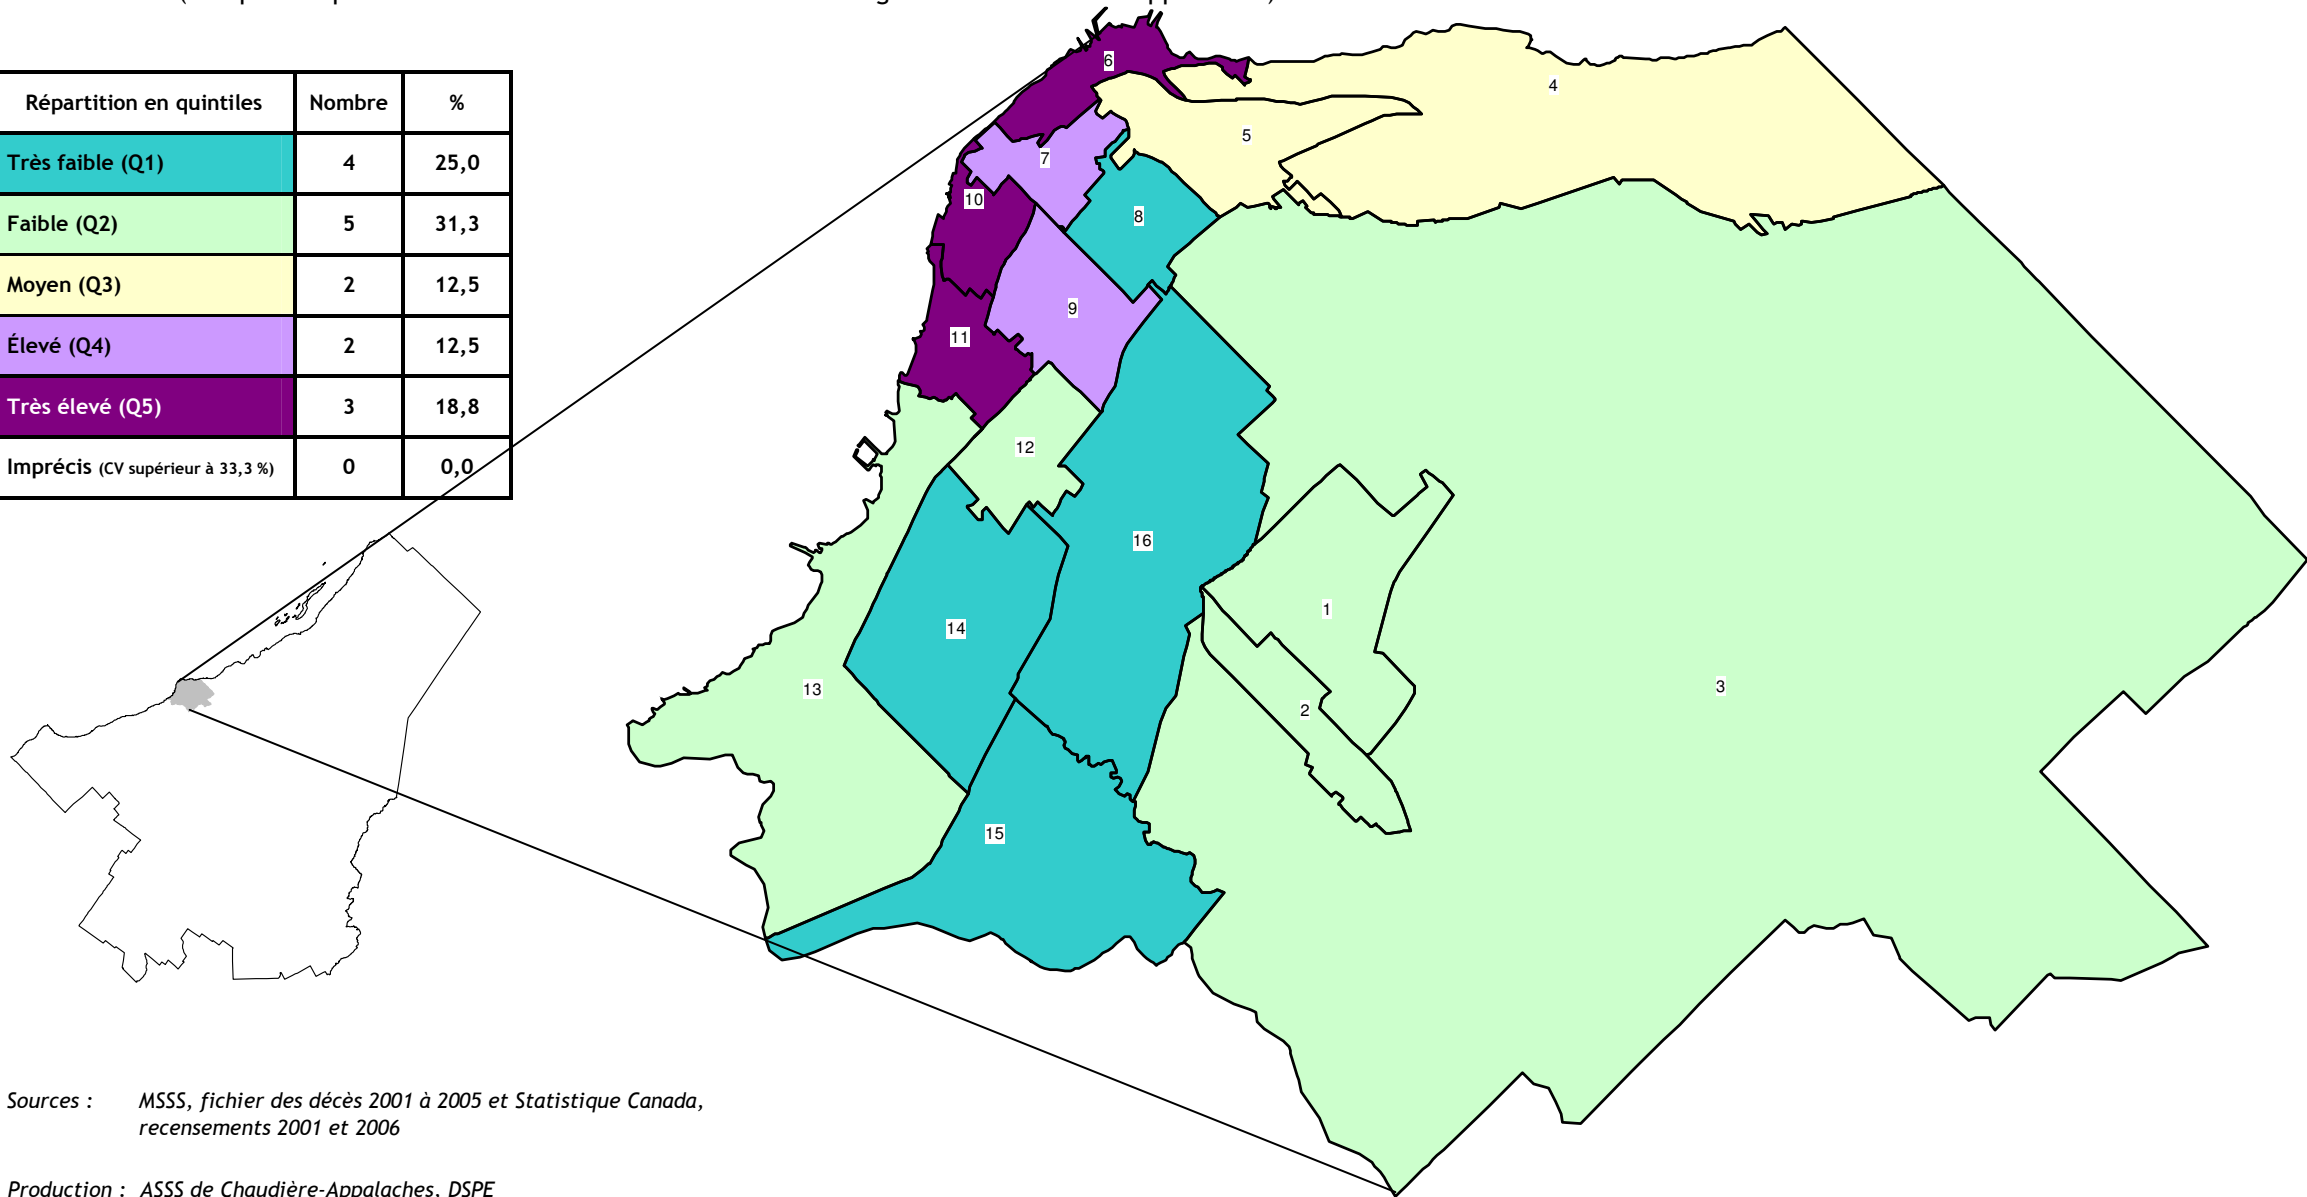 Répartition en quintiles Nombre %
Très faible (Q1) 4 25,0
Faible (Q2) 5 31,3
Moyen (Q3) 2 12,5
Élevé (Q4) 2 12,5
Très élevé (Q5) 3 18,8
Imprécis (CV supérieur à 33,3 %) 0 0,0
6
4
5
7
10
8
9
11
12
16
1
14
13
2
3
15
Sources : MSSS, fichier des décès 2001 à 2005 et Statistique Canada,
recensements 2001 et 2006
Production : ASSS de Chaudière-Appalaches, DSPE